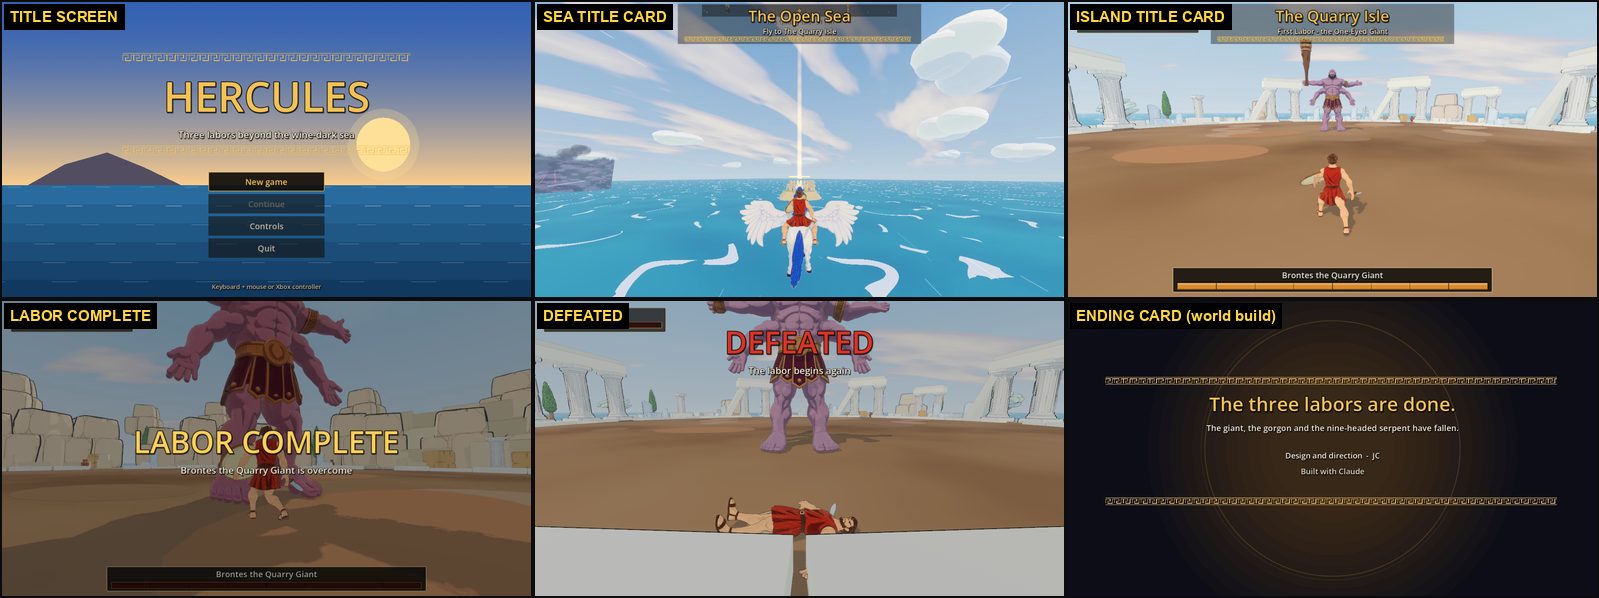 TITLE SCREEN
HERCULES
Three labors beyond the wine-dark sea
New game
Continue
Controls
Quit
Keyboard + mouse or Xbox controller
SEA TITLE CARD
The Open Sea
Fly to The Quarry Isle
ISLAND TITLE CARD
The Quarry Isle
First Labor - the One-Eyed Giant
Brontes the Quarry Giant
LABOR COMPLETE
LABOR COMPLETE
Brontes the Quarry Giant is overcome
Brontes the Quarry Giant
DEFEATED
DEFEATED
The labor begins again
ENDING CARD (world build)
The three labors are done.
The giant, the gorgon and the nine-headed serpent have fallen.
Design and direction - JC
Built with Claude